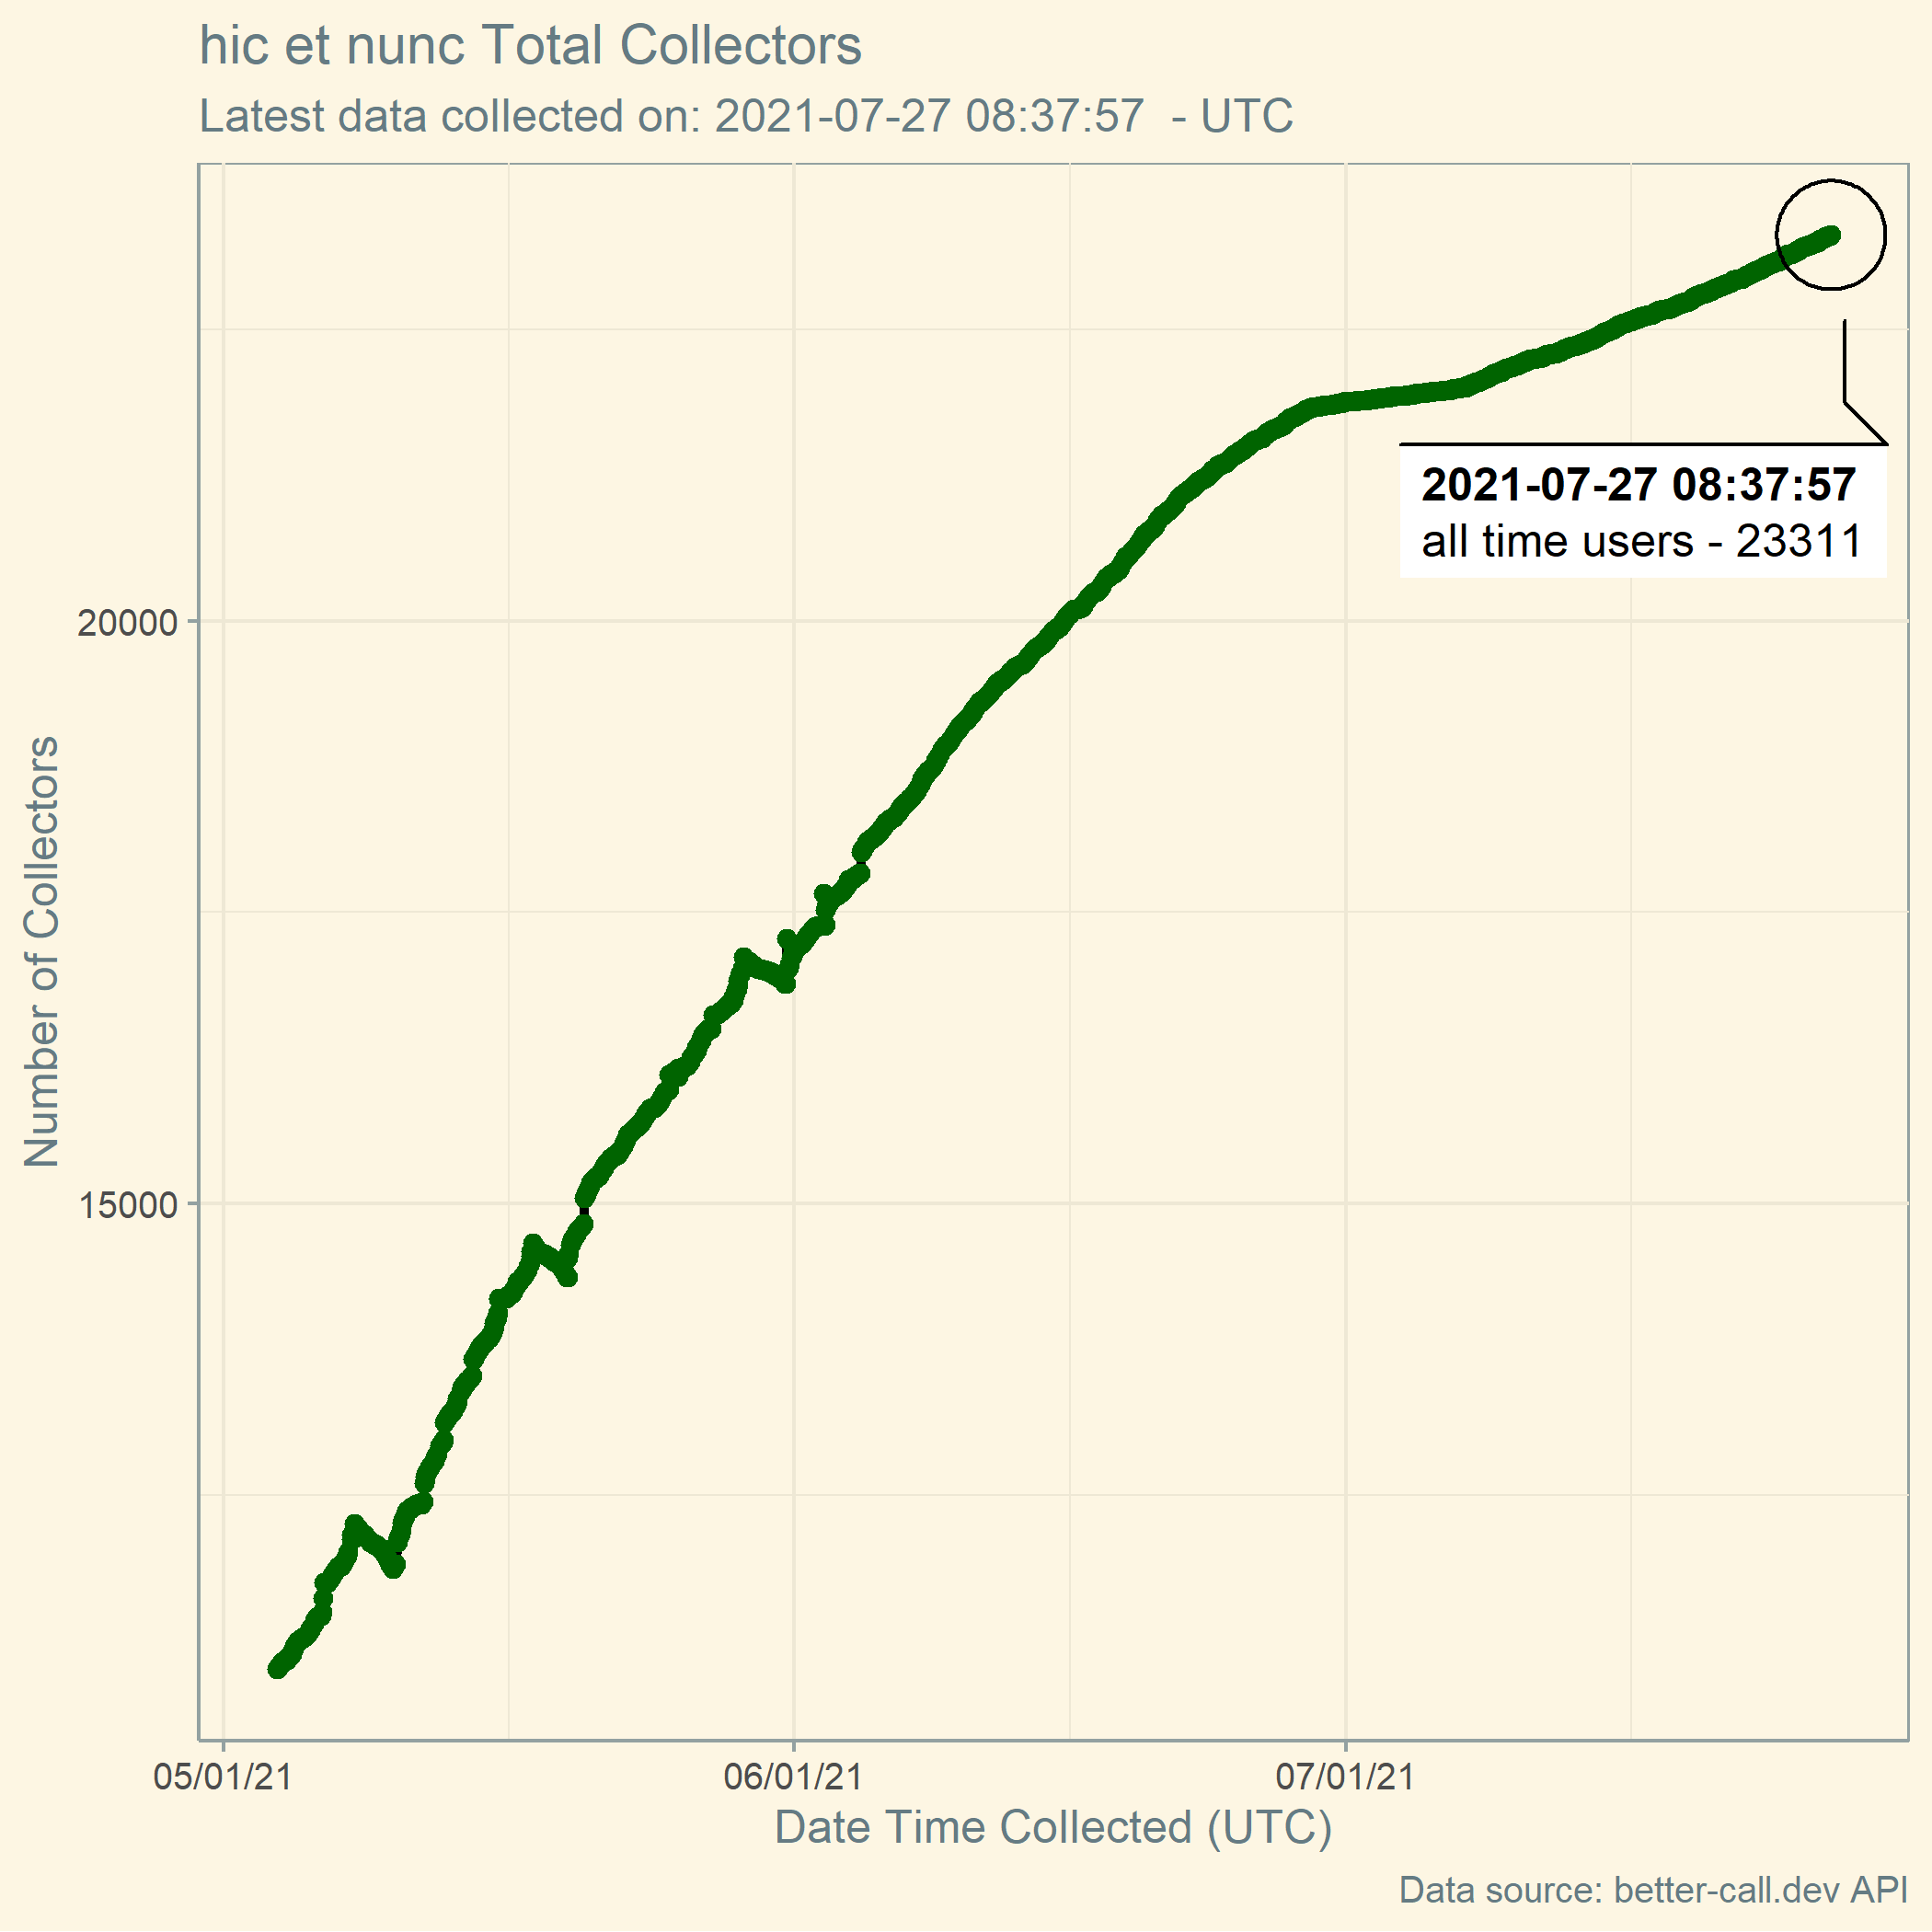 hic et nunc Total Collectors
Latest data collected on: 2021-07-27 08:37:57  - UTC
2021-07-27 08:37:57
all time users - 23311
20000
15000
Number of Collectors
05/01/21
06/01/21
07/01/21
Date Time Collected (UTC)
Data source: better-call.dev API